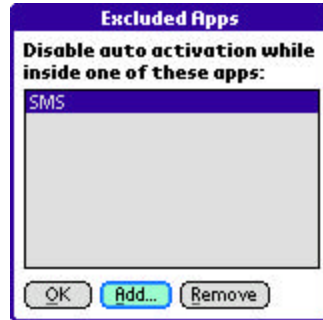 Excluded Apps
Disable auto activation while
inside one of these apps:
SMS
OK Add... Remove